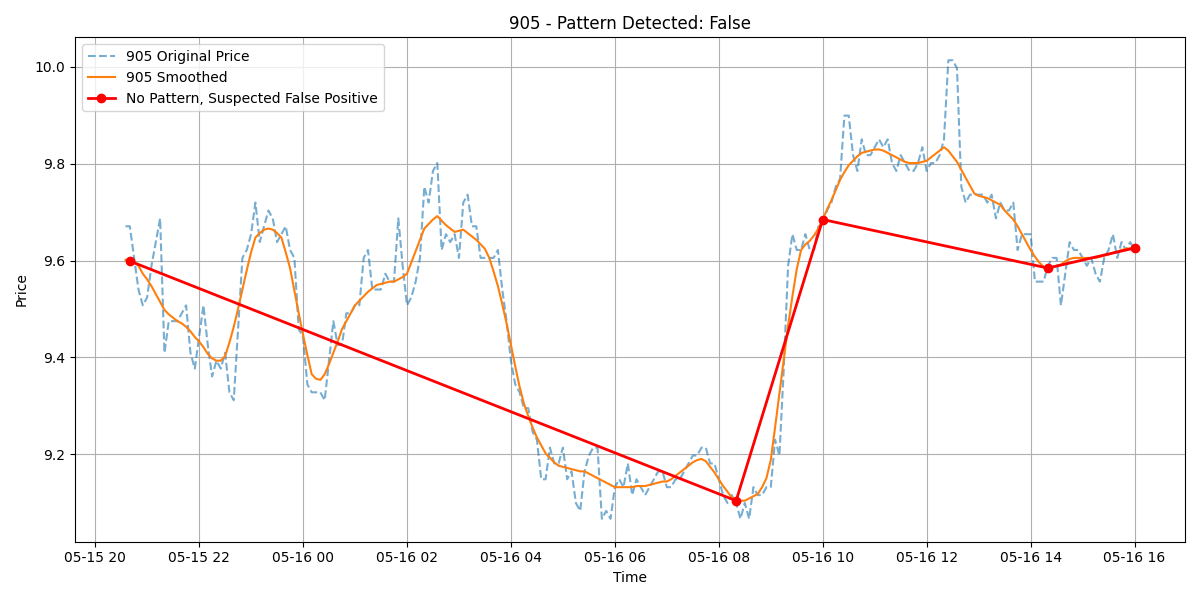 905 - Pattern Detected: False
905 Original Price
905 Smoothed
No Pattern, Suspected False Positive
Price
10.0
9.8
9.6
9.4
9.2
05-15 20 05-15 22 05-16 00 05-16 02 05-16 04 05-16 06 05-16 08 05-16 10 05-16 12 05-16 14 05-16 16
Time